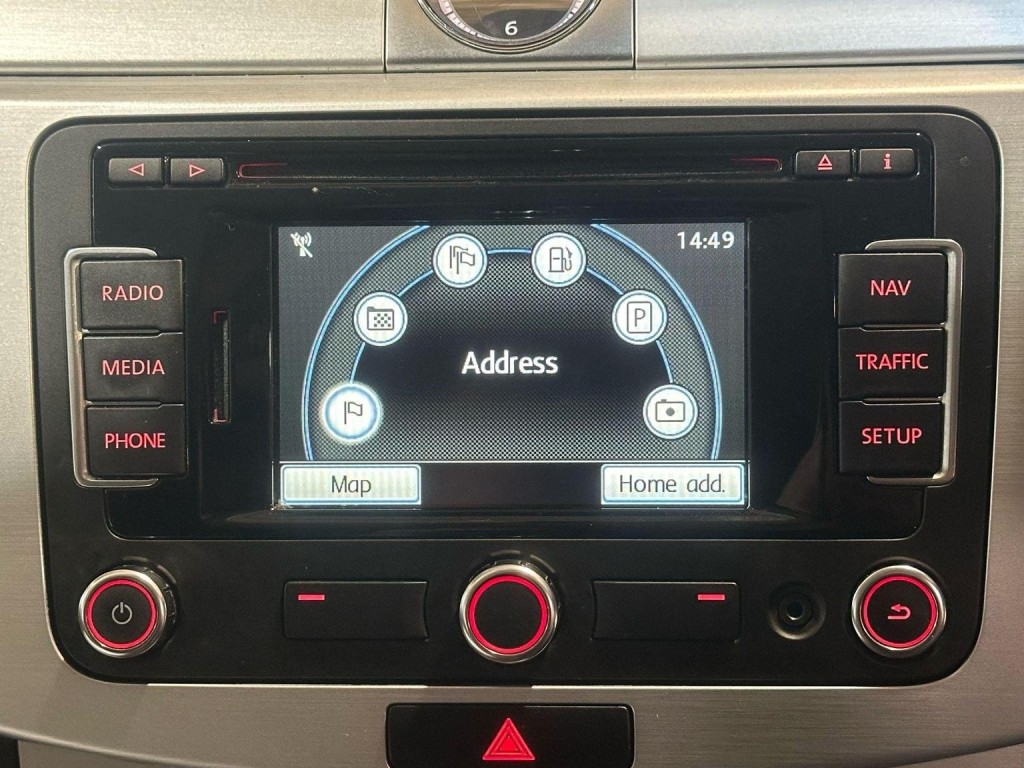 6
i
14:49
RADIO
NAV
P
MEDIA
Address
TRAFFIC
PHONE
SETUP
Map
Home add.